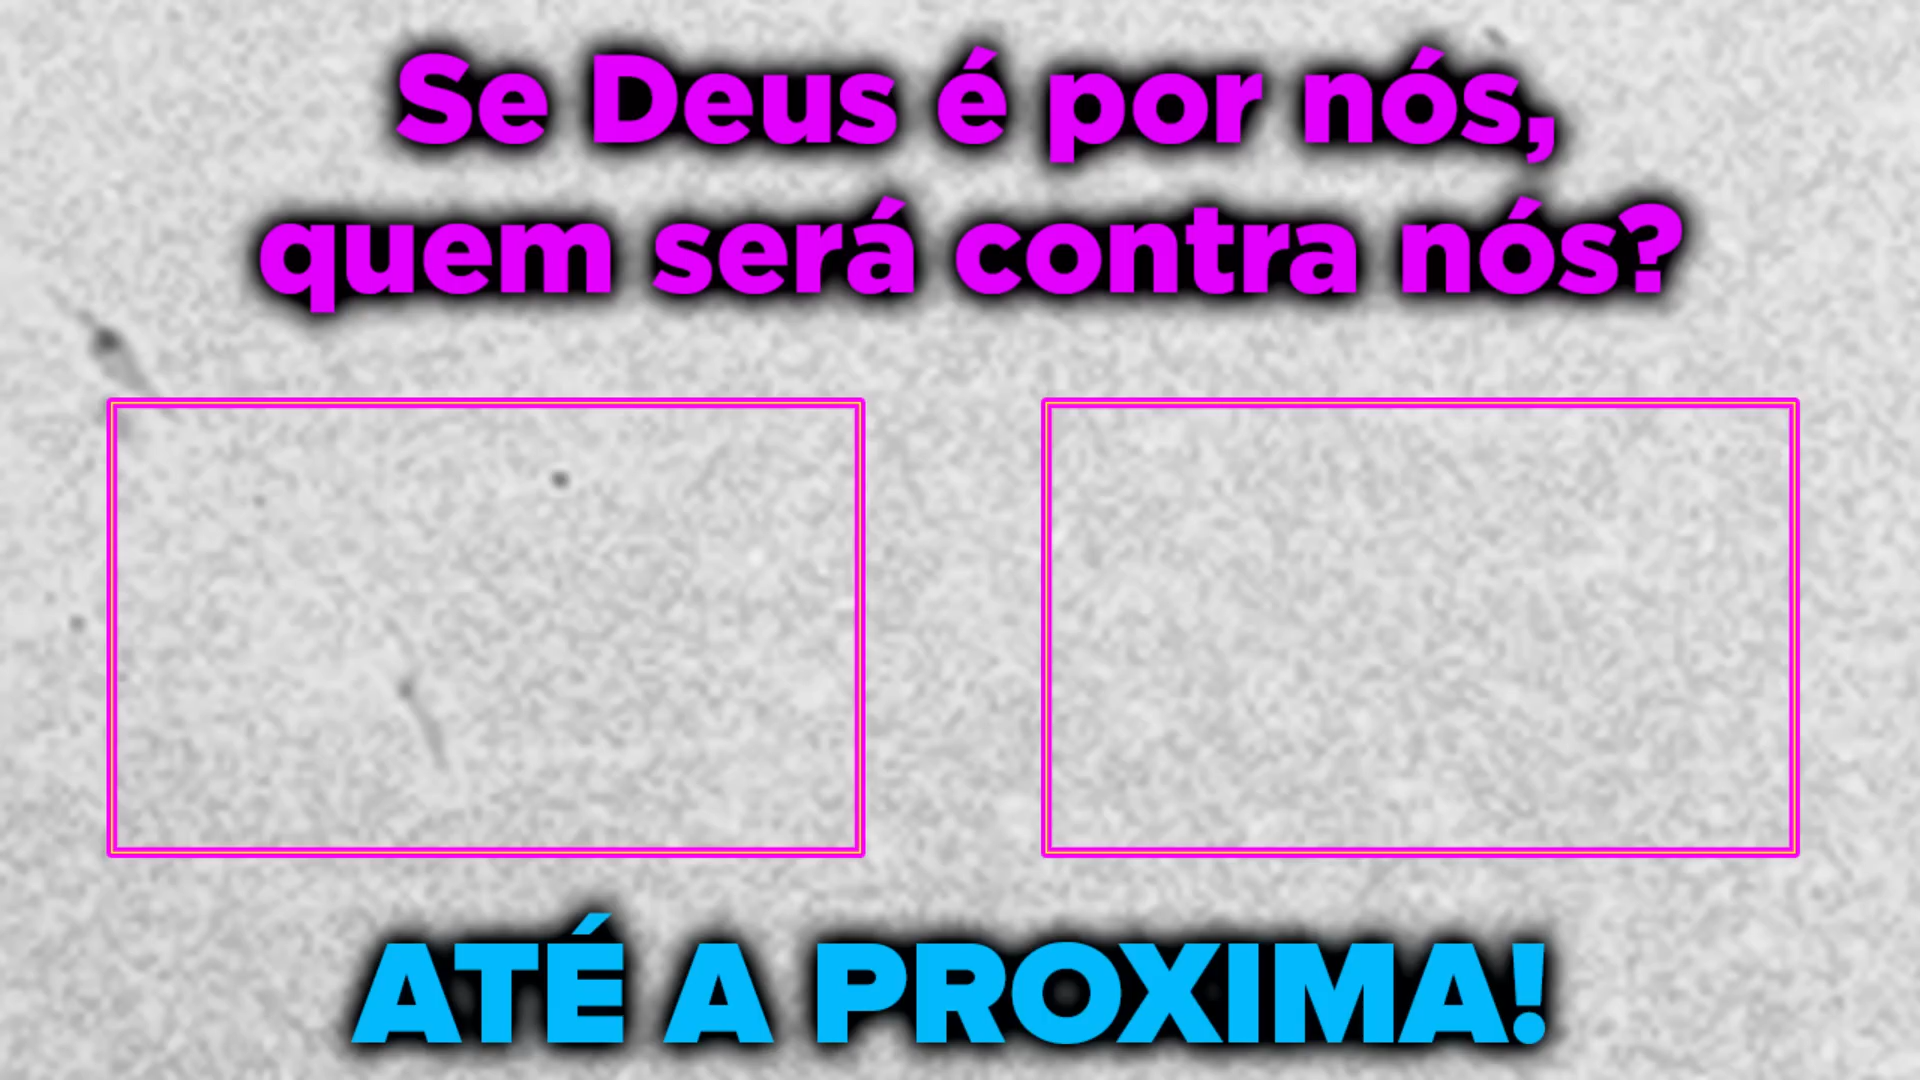 Se Deus é por nós,
quem será contra nós?
ATÉ A PROXIMA!